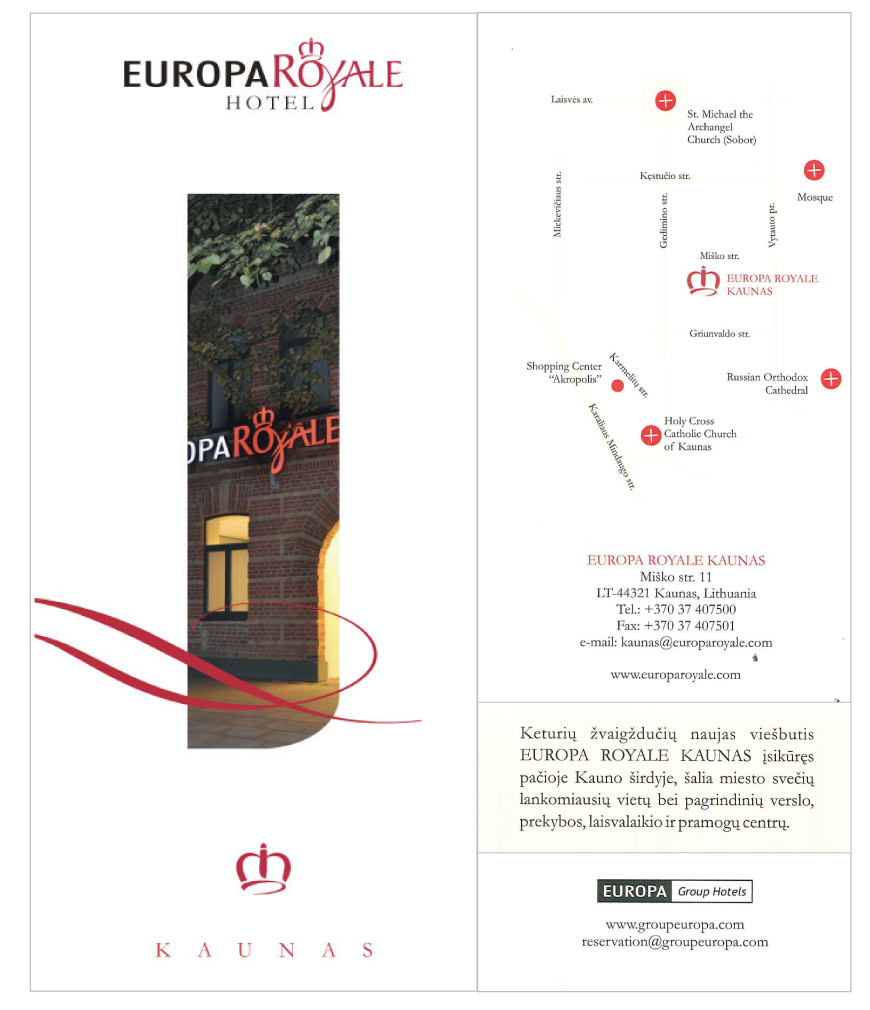 EUROPA ROYALE
HOTEL
OPA ROYALE
K A U N A S
Laisvės av.
St. Michael the
Archangel
Church (Sobor)
Mickevičiaus str.
Kęstučio str.
Gedimino str.
Vytauto pr.
Mosque
Miško str.
EUROPA ROYALE
KAUNAS
Griunvaldo str.
Shopping Center
“Akropolis”
Karmelitų str.
Russian Orthodox
Cathedral
Karaliaus Mindaugo str.
Holy Cross
Catholic Church
of Kaunas
EUROPA ROYALE KAUNAS
Miško str. 11
LT-44321 Kaunas, Lithuania
Tel.: +370 37 407500
Fax: +370 37 407501
e-mail: kaunas@europaroyale.com
www.europaroyale.com
Keturių žvaigždučių naujas viešbutis
EUROPA ROYALE KAUNAS įsikūręs
pačioje Kauno širdyje, šalia miesto svečių
lankomiausių vietų bei pagrindinių verslo,
prekybos, laisvalaikio ir pramogų centrų.
EUROPA Group Hotels
www.groupeuropa.com
reservation@groupeuropa.com